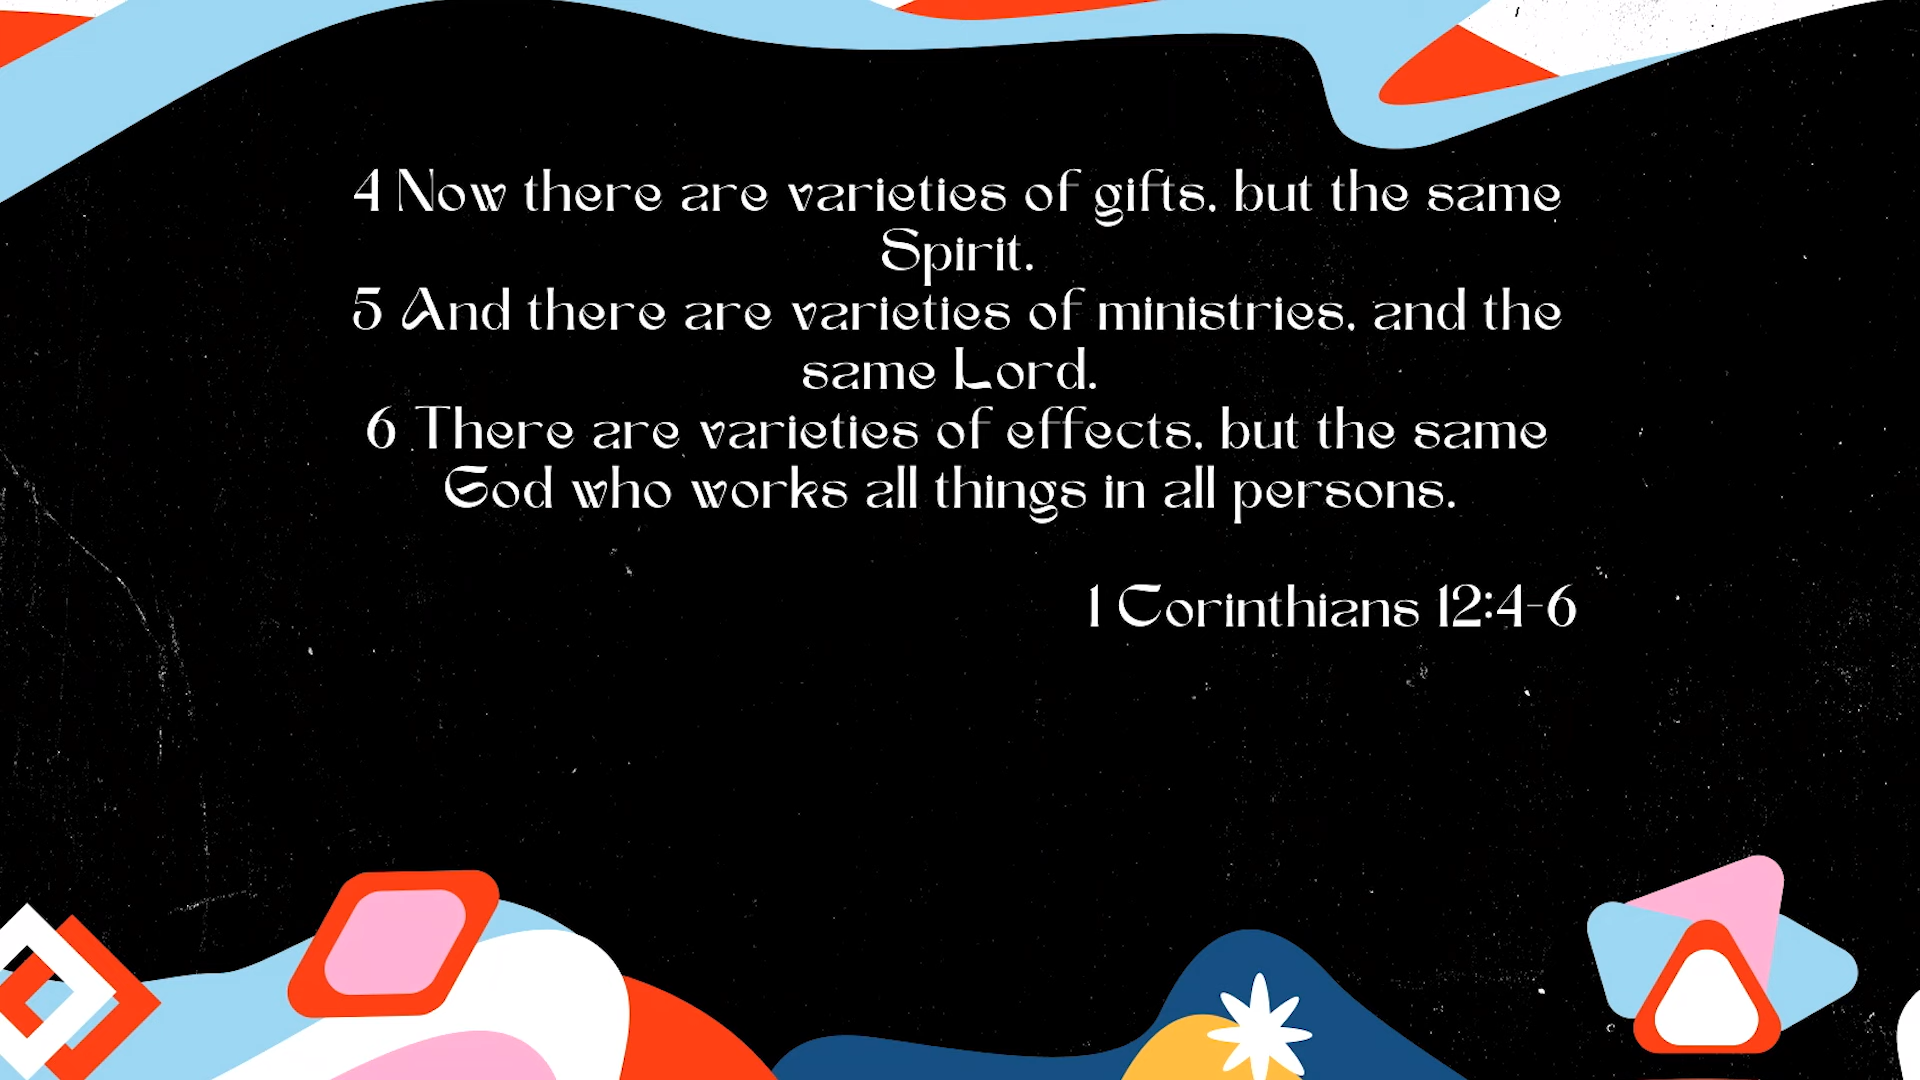 4 Now there are varieties of gifts, but the same
Spirit.
5 And there are varieties of ministries, and the
same Lord.
6 There are varieties of effects, but the same
God who works all things in all persons.
1 Corinthians 12:4-6